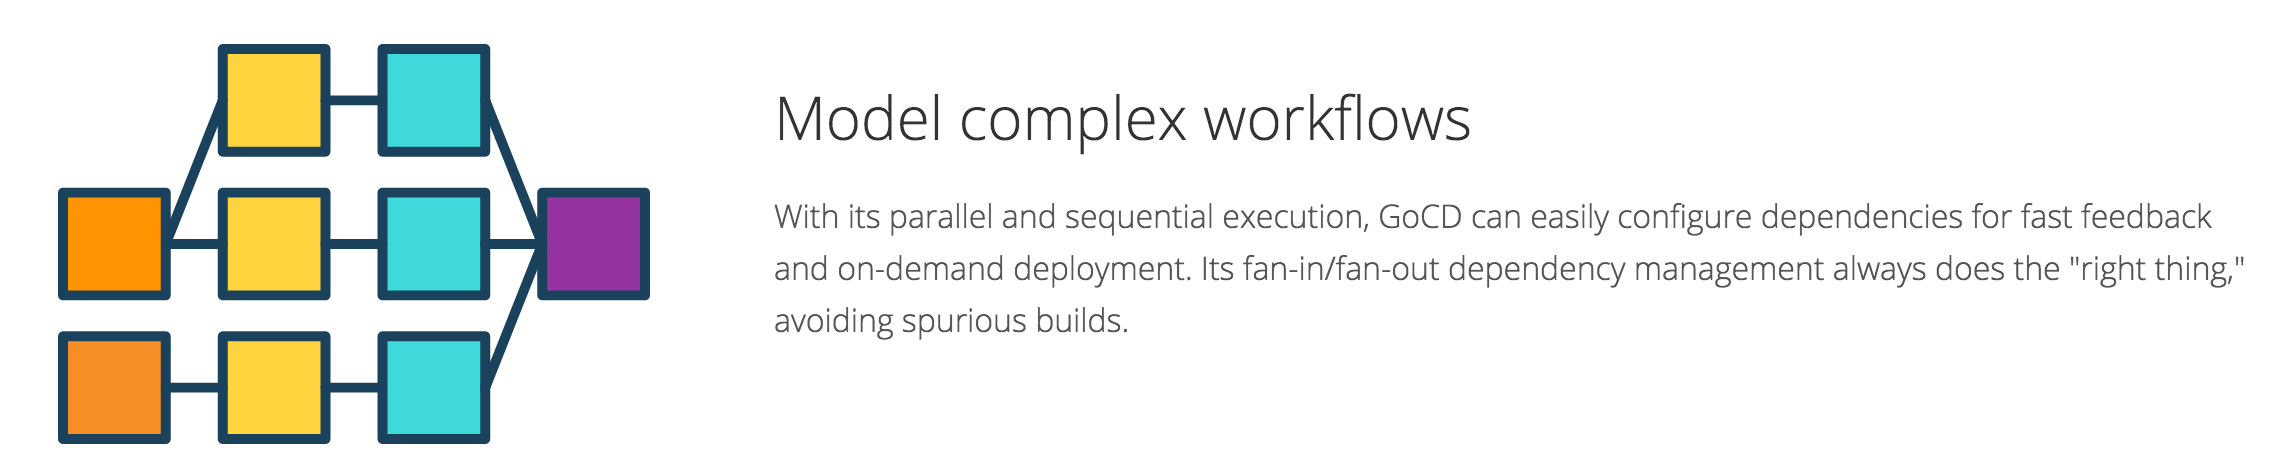 Model complex workflows
With its parallel and sequential execution, GoCD can easily configure dependencies for fast feedback
and on-demand deployment. Its fan-in/fan-out dependency management always does the "right thing,"
avoiding spurious builds.